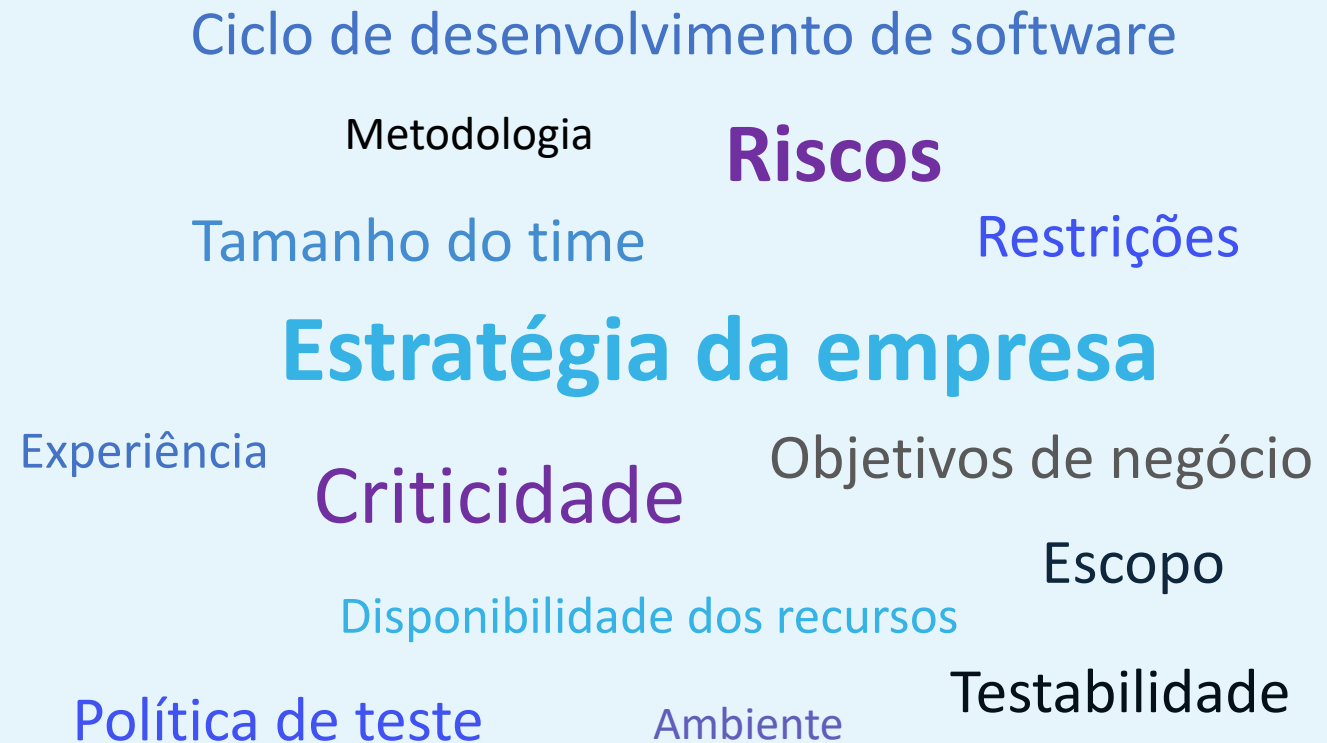 Ciclo de desenvolvimento de software
Metodologia
Riscos
Tamanho do time
Restrições
Estratégia da empresa
Experiência
Objetivos de negócio
Criticidade
Escopo
Disponibilidade dos recursos
Testabilidade
Política de teste
Ambiente